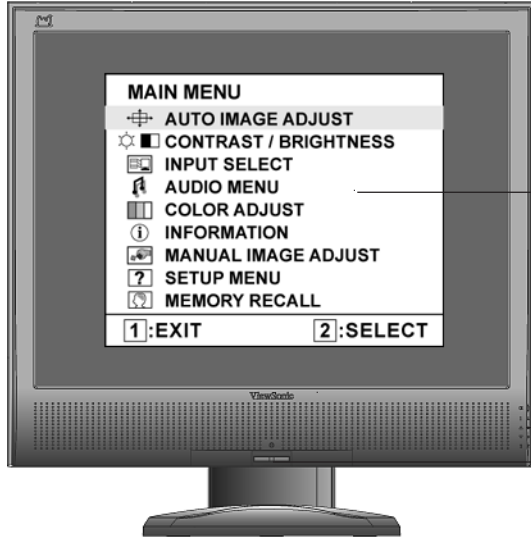 MAIN MENU
AUTO IMAGE ADJUST
CONTRAST / BRIGHTNESS
INPUT SELECT
AUDIO MENU
COLOR ADJUST
INFORMATION
MANUAL IMAGE ADJUST
SETUP MENU
MEMORY RECALL
1:EXIT 2:SELECT
ViewSonic